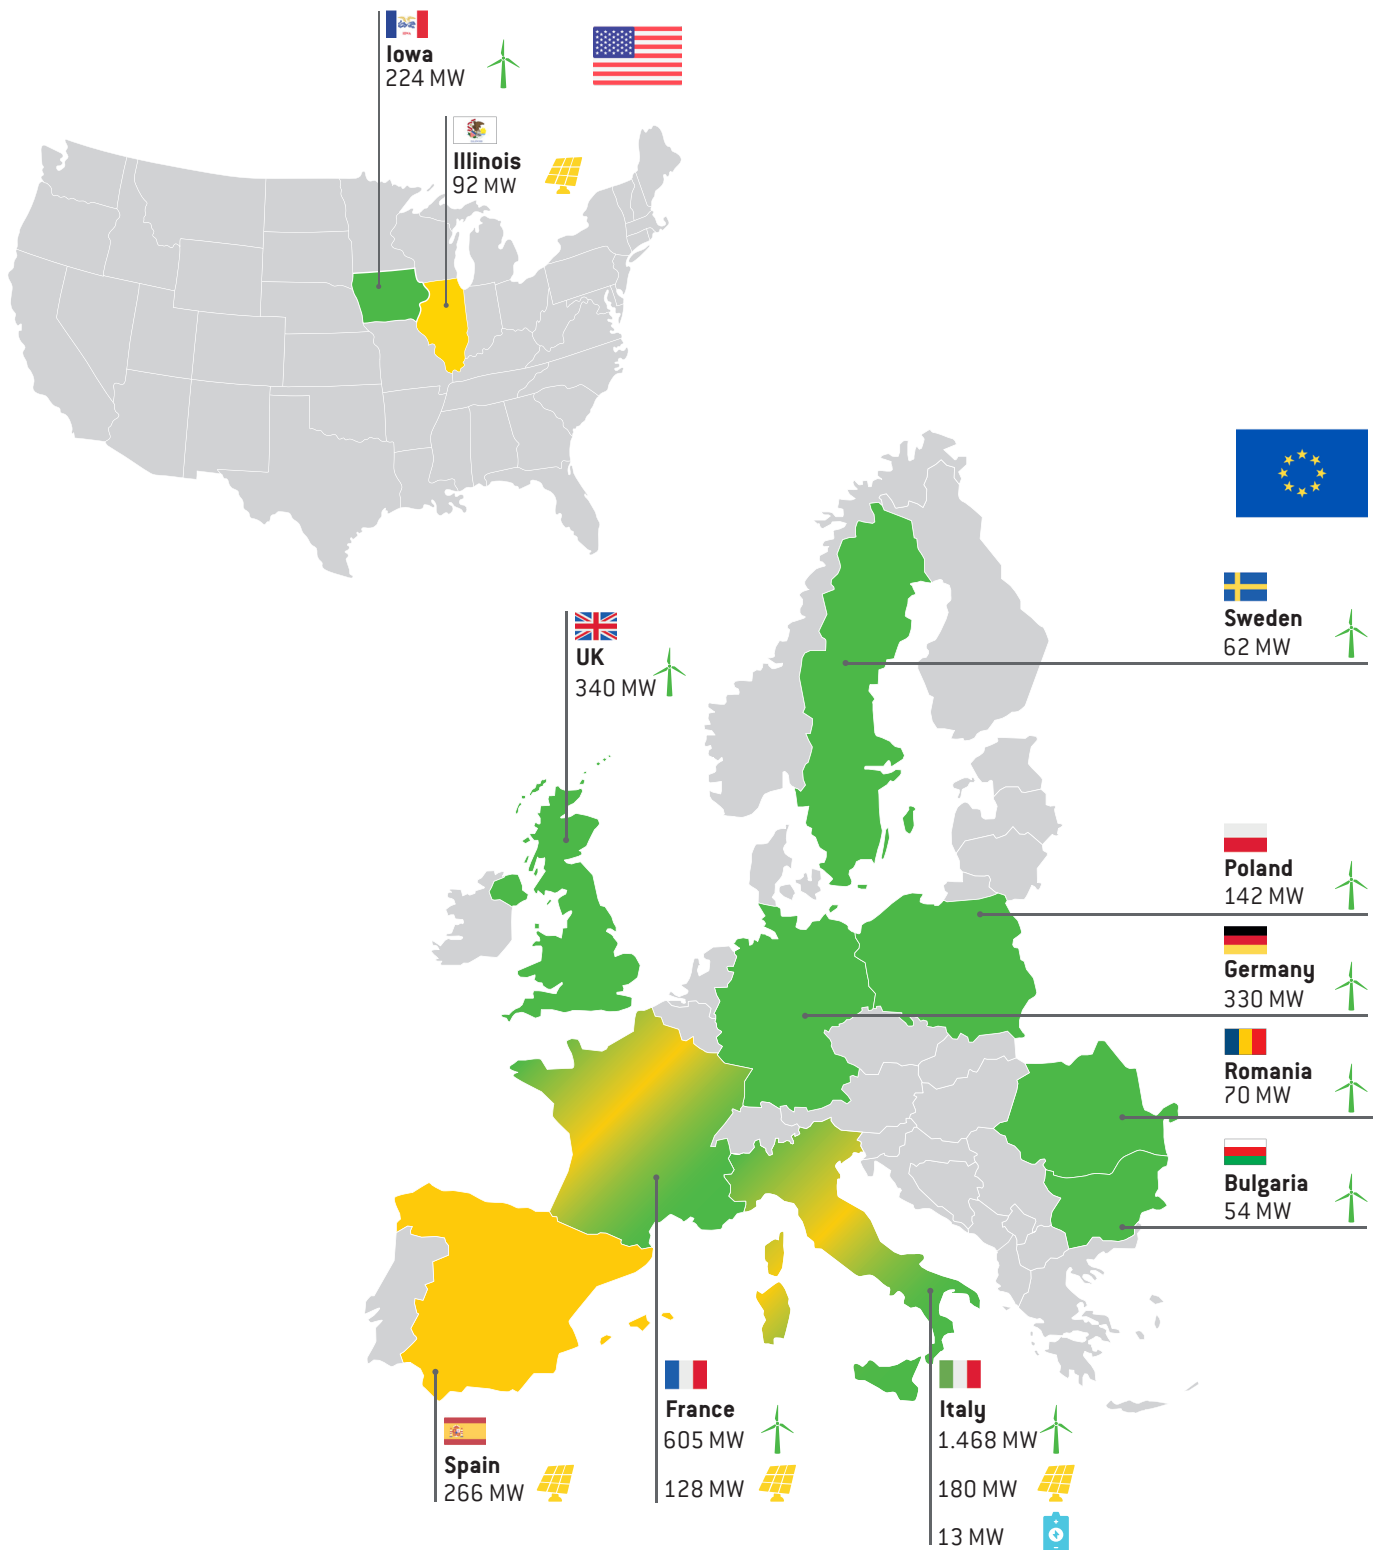 Iowa
224 MW
Illinois
92 MW
Sweden
62 MW
UK
340 MW
Poland
142 MW
Germany
330 MW
Romania
70 MW
Bulgaria
54 MW
France
605 MW
128 MW
Italy
1.468 MW
180 MW
13 MW
Spain
266 MW